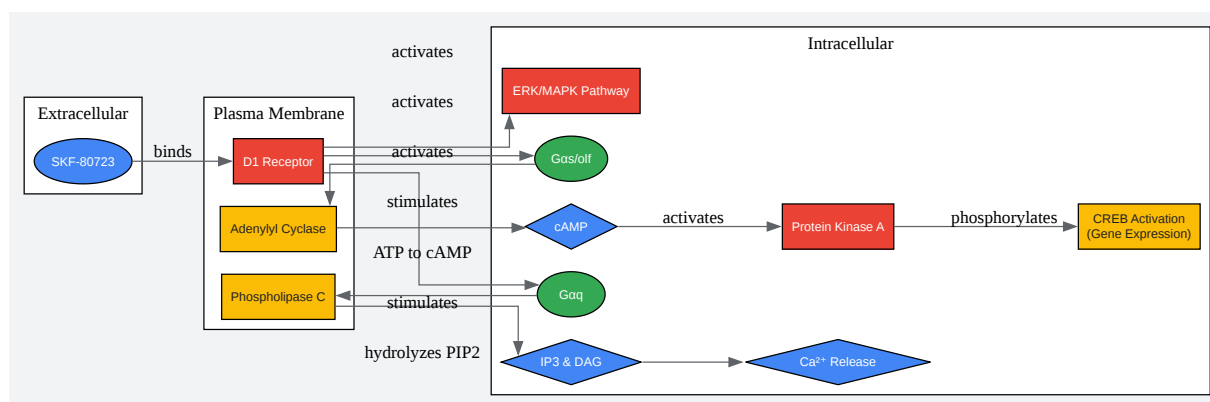 Intracellular
activates
ERK/MAPK Pathway
activates
Extracellular
Plasma Membrane
SKF-80723
binds
D1 Receptor
activates
Gαs/olf
stimulates
Adenylyl Cyclase
cAMP
activates
Protein Kinase A
phosphorylates
CREB Activation
(Gene Expression)
ATP to cAMP
Phospholipase C
stimulates
Gαq
hydrolyzes PIP2
IP3 & DAG
Ca²⁺ Release